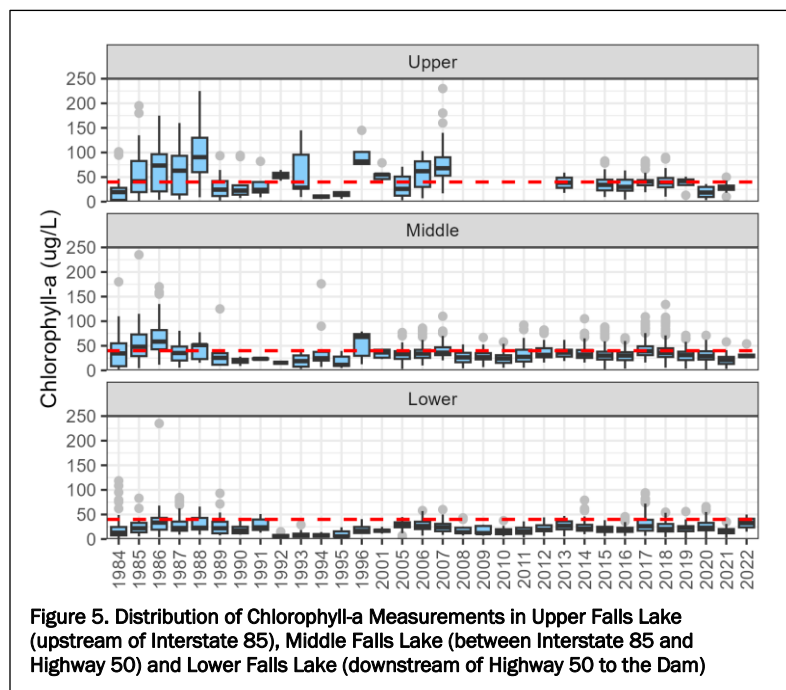 Upper
250
200
150
100
50
0
Middle
250
200
150
100
50
0
Lower
250
200
150
100
50
0
Chlorophyll-a (ug/L)
1984 1985 1986 1987 1988 1989 1990 1991 1992 1993 1994 1995 1996 2001 2005 2006 2007 2008 2009 2010 2011 2012 2013 2014 2015 2016 2017 2018 2019 2020 2021 2022
Figure 5. Distribution of Chlorophyll-a Measurements in Upper Falls Lake
(upstream of Interstate 85), Middle Falls Lake (between Interstate 85 and
Highway 50) and Lower Falls Lake (downstream of Highway 50 to the Dam)